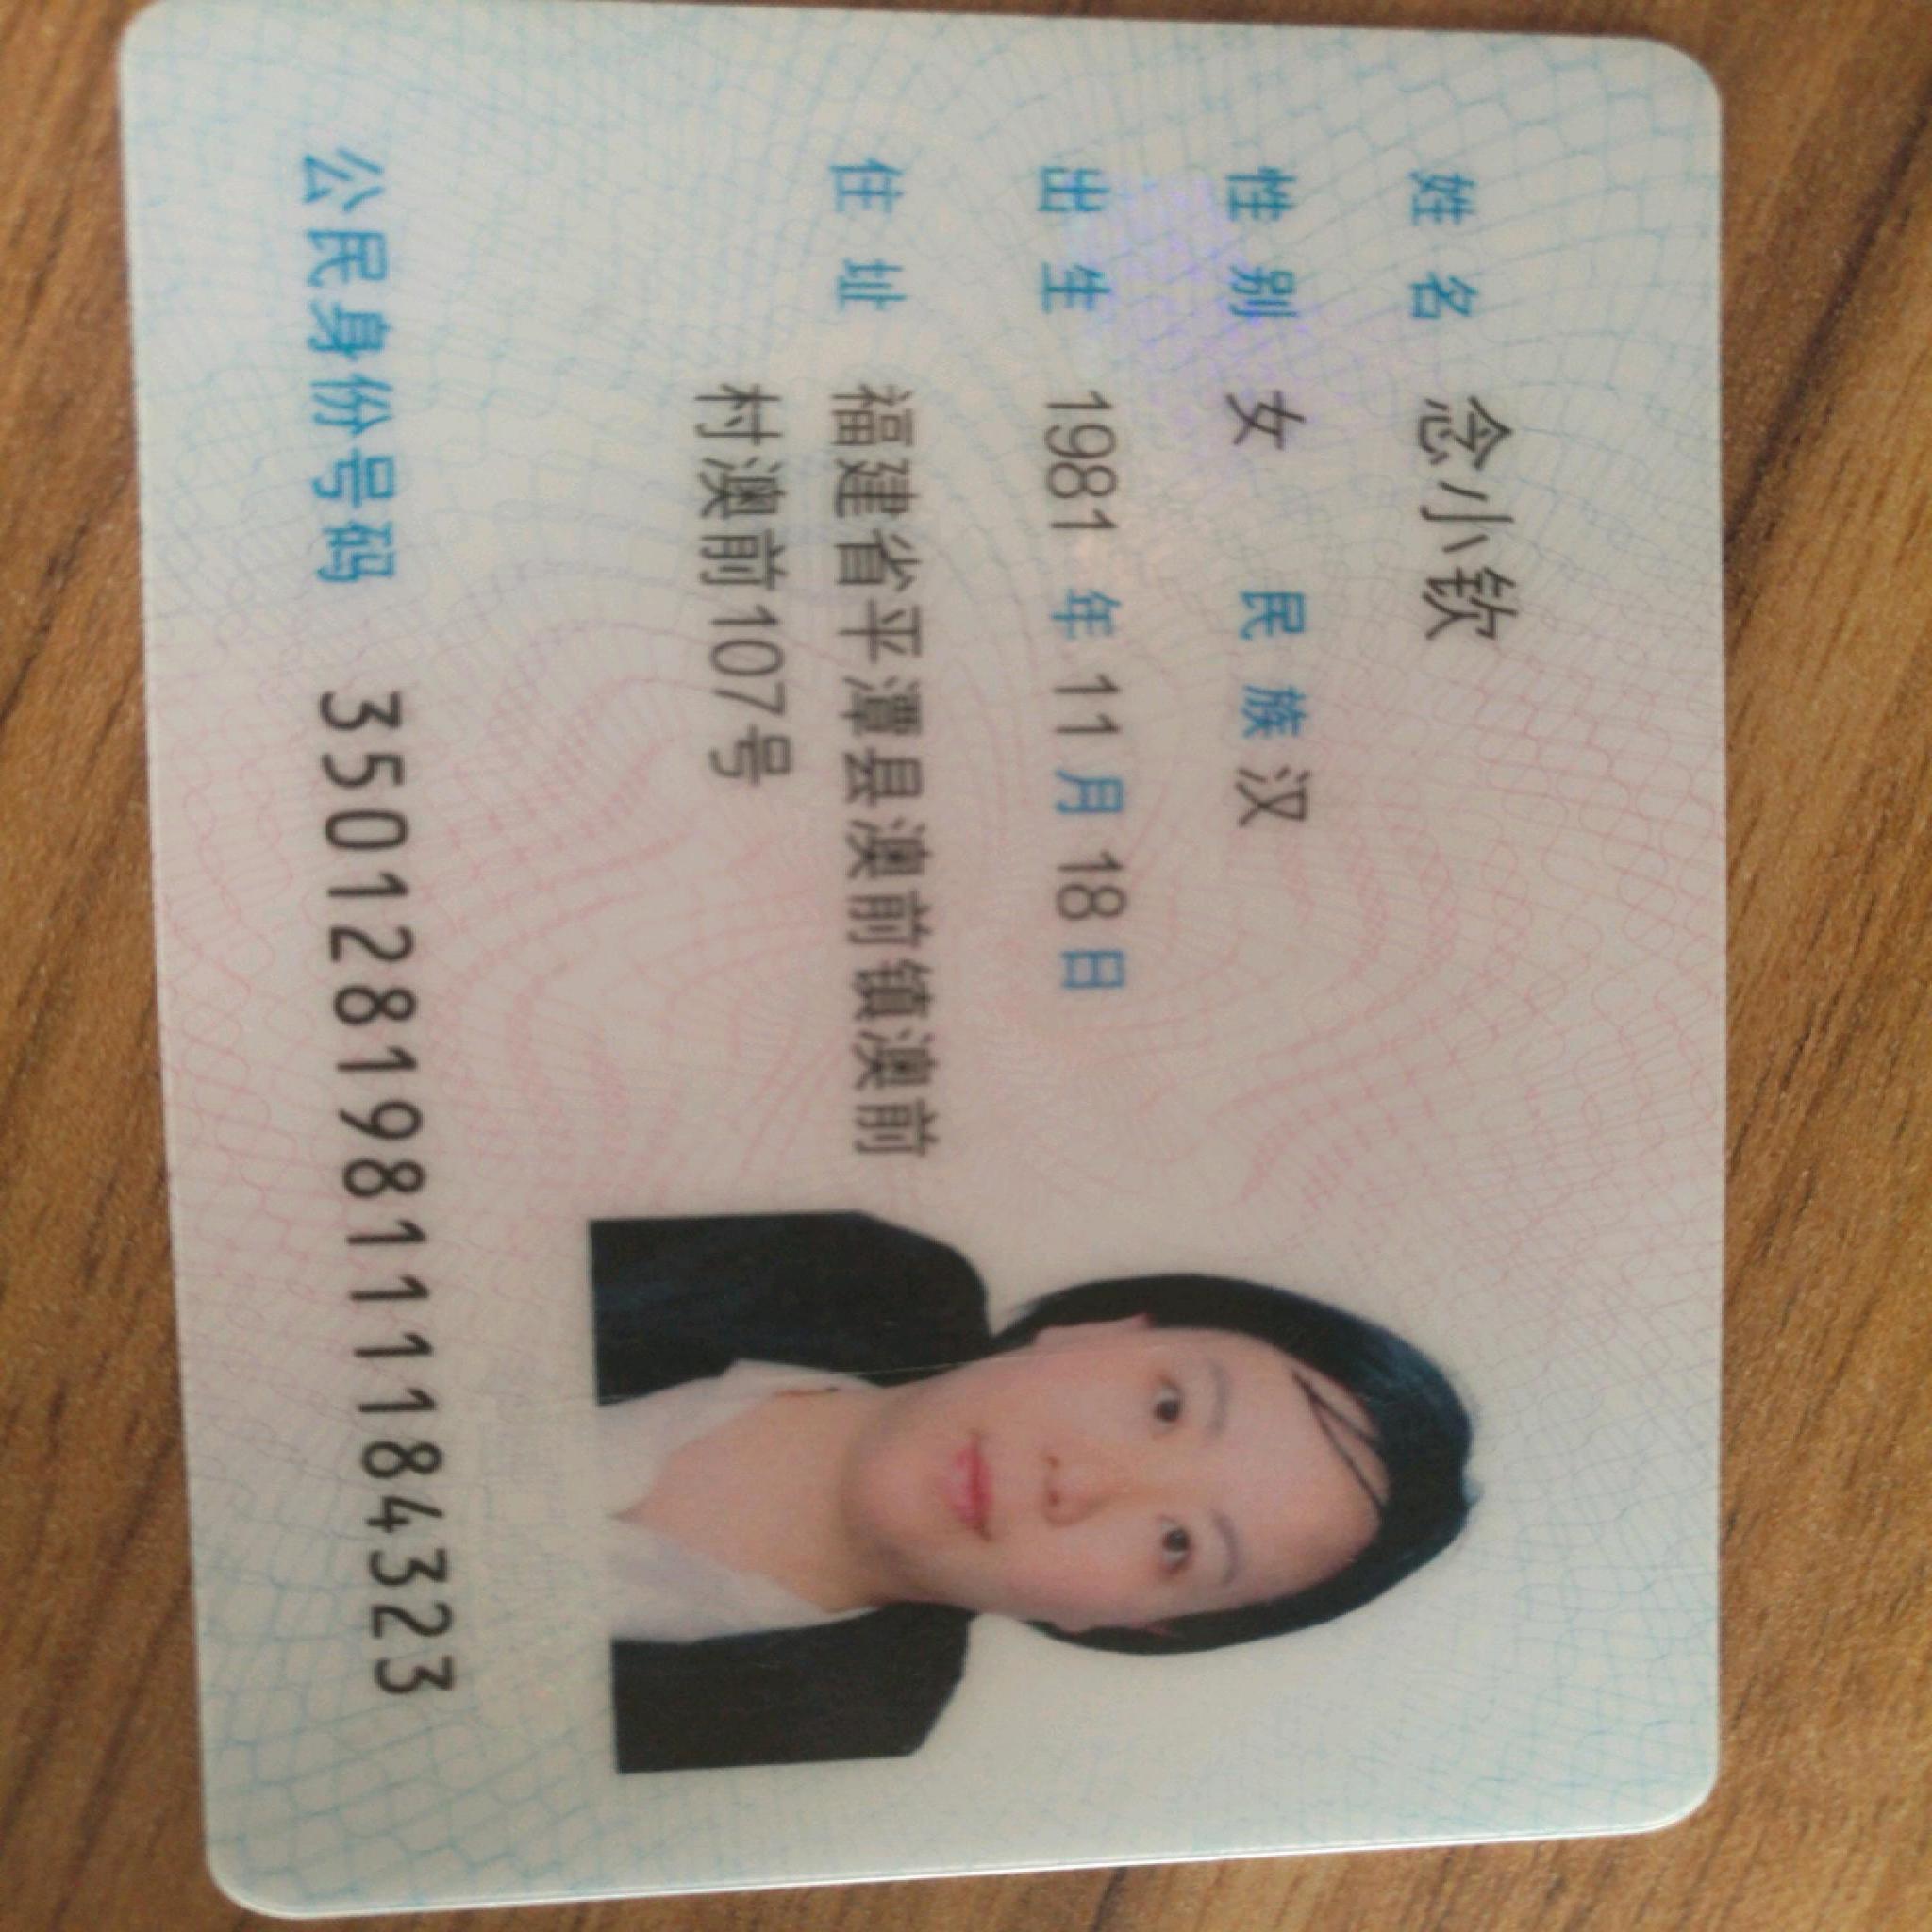 姓名 念小钦
性别 女 民族 汉
出生 1981 年 11 月 18 日
住址 福建省平潭县澳前镇澳前
村澳前107号
公民身份号码 350128198111184323